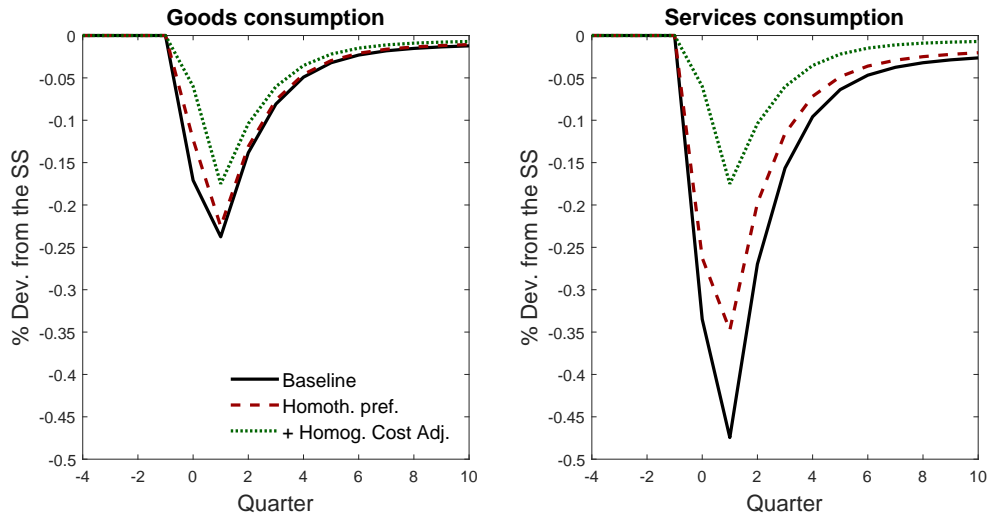 Goods consumption
0
-0.05
-0.1
-0.15
-0.2
-0.25
-0.3
-0.35
-0.4
-0.45
-0.5
% Dev. from the SS
Baseline
Homoth. pref.
+ Homog. Cost Adj.
-4 -2 0 2 4 6 8 10
Quarter
Services consumption
0
-0.05
-0.1
-0.15
-0.2
-0.25
-0.3
-0.35
-0.4
-0.45
-0.5
% Dev. from the SS
-4 -2 0 2 4 6 8 10
Quarter